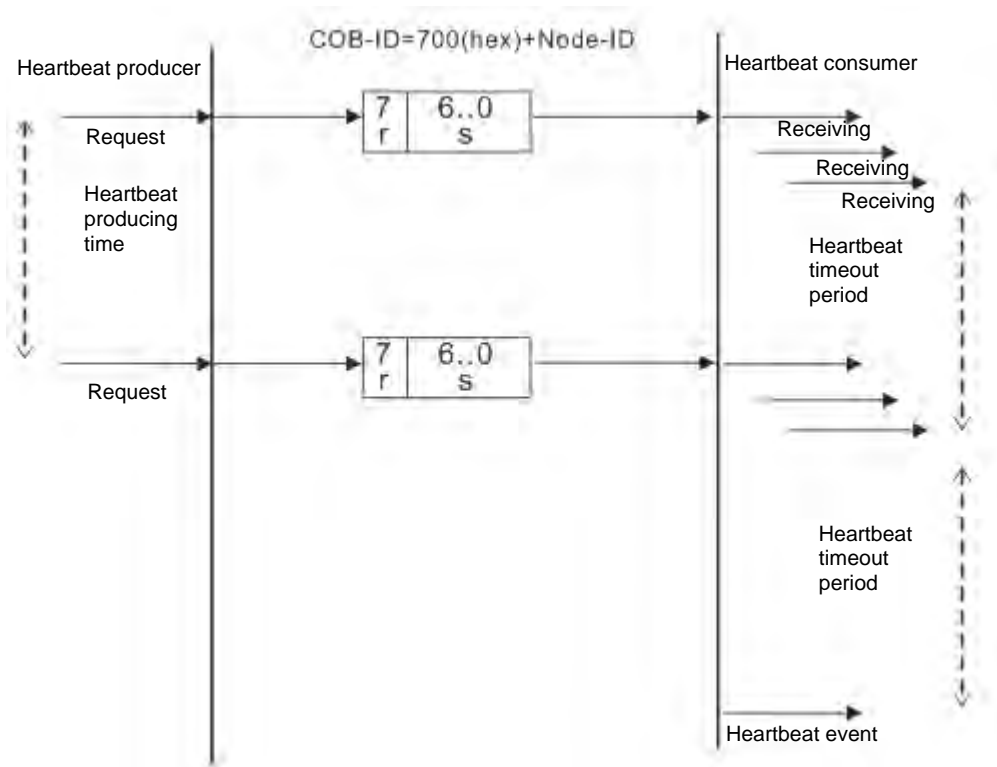 COB-ID=700(hex)+Node-ID
Heartbeat producer
Heartbeat consumer
7
6..0
r
s
Request
Receiving
Receiving
Receiving
Heartbeat
producing
time
Heartbeat
timeout
period
7
6..0
r
s
Request
Heartbeat
timeout
period
Heartbeat event